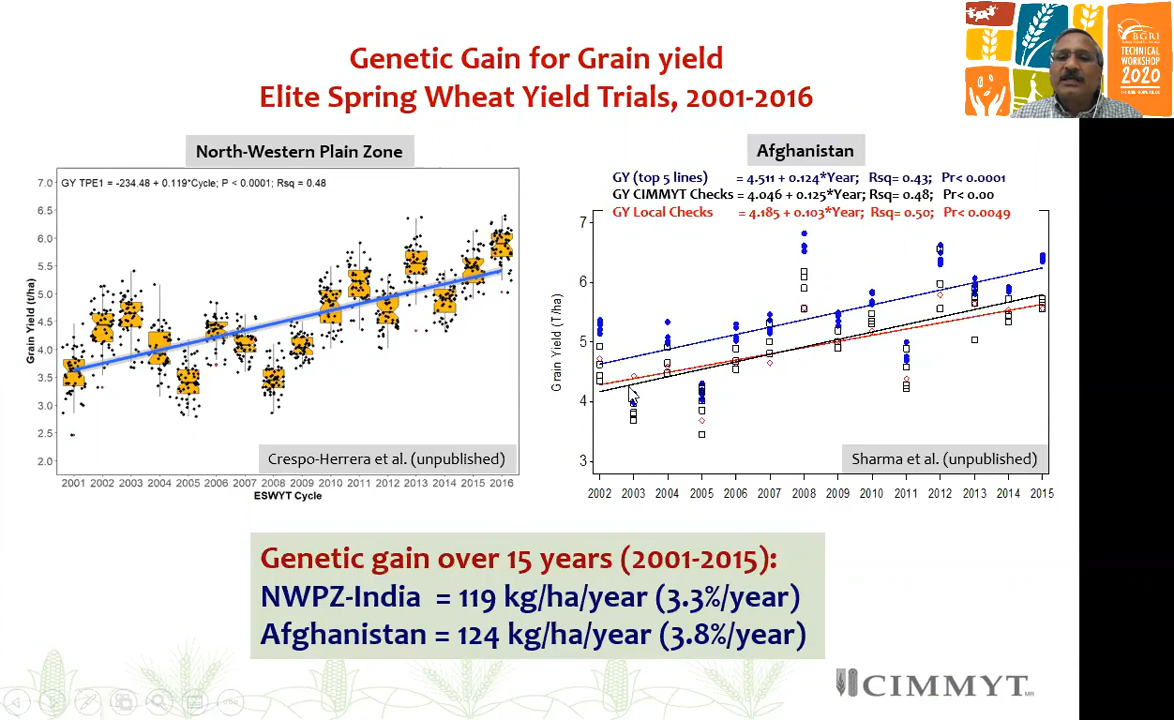 Genetic Gain for Grain yield
Elite Spring Wheat Yield Trials, 2001-2016
BGRI
TECHNICAL
WORKSHOP
2020
North-Western Plain Zone
GY TPE1 = -234.48 + 0.119*Cycle; P < 0.0001; Rsq = 0.48
Grain Yield (t/ha)
7.0
6.5
6.0
5.5
5.0
4.5
4.0
3.5
3.0
2.5
2.0
Crespo-Herrera et al. (unpublished)
2001 2002 2003 2004 2005 2006 2007 2008 2009 2010 2011 2012 2013 2014 2015 2016
ESWYT Cycle
Afghanistan
GY (top 5 lines) = 4.511 + 0.124*Year; Rsq= 0.43; Pr< 0.0001
GY CIMMYT Checks = 4.046 + 0.125*Year; Rsq= 0.48; Pr< 0.00
GY Local Checks = 4.185 + 0.103*Year; Rsq= 0.50; Pr< 0.0049
Grain Yield (T/ha)
7
6
5
4
3
Sharma et al. (unpublished)
2002 2003 2004 2005 2006 2007 2008 2009 2010 2011 2012 2013 2014 2015
Genetic gain over 15 years (2001-2015):
NWPZ-India = 119 kg/ha/year (3.3%/year)
Afghanistan = 124 kg/ha/year (3.8%/year)
CIMMYT